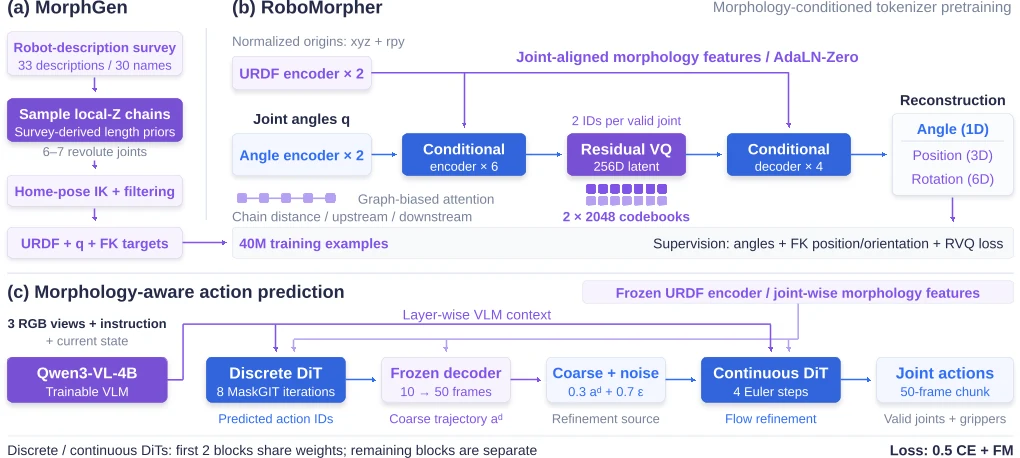 (a) MorphGen
Robot-description survey
33 descriptions / 30 names
Sample local-Z chains
Survey-derived length priors
6–7 revolute joints
Home-pose IK + filtering
URDF + q + FK targets
(b) RoboMorpher
Morphology-conditioned tokenizer pretraining
Normalized origins: xyz + rpy
URDF encoder × 2
Joint-aligned morphology features / AdaLN-Zero
Joint angles q
Angle encoder × 2
Conditional
encoder × 6
2 IDs per valid joint
Residual VQ
256D latent
2 × 2048 codebooks
Conditional
decoder × 4
Reconstruction
Angle (1D)
Position (3D)
Rotation (6D)
Graph-biased attention
Chain distance / upstream / downstream
40M training examples
Supervision: angles + FK position/orientation + RVQ loss
(c) Morphology-aware action prediction
Frozen URDF encoder / joint-wise morphology features
3 RGB views + instruction
+ current state
Layer-wise VLM context
Qwen3-VL-4B
Trainable VLM
Discrete DiT
8 MaskGIT iterations
Predicted action IDs
Frozen decoder
10 → 50 frames
Coarse trajectory aᵈ
Coarse + noise
0.3 aᵈ + 0.7 ε
Refinement source
Continuous DiT
4 Euler steps
Flow refinement
Joint actions
50-frame chunk
Valid joints + grippers
Discrete / continuous DiTs: first 2 blocks share weights; remaining blocks are separate
Loss: 0.5 CE + FM